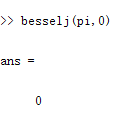 >> besselj(pi,0)
ans =
0